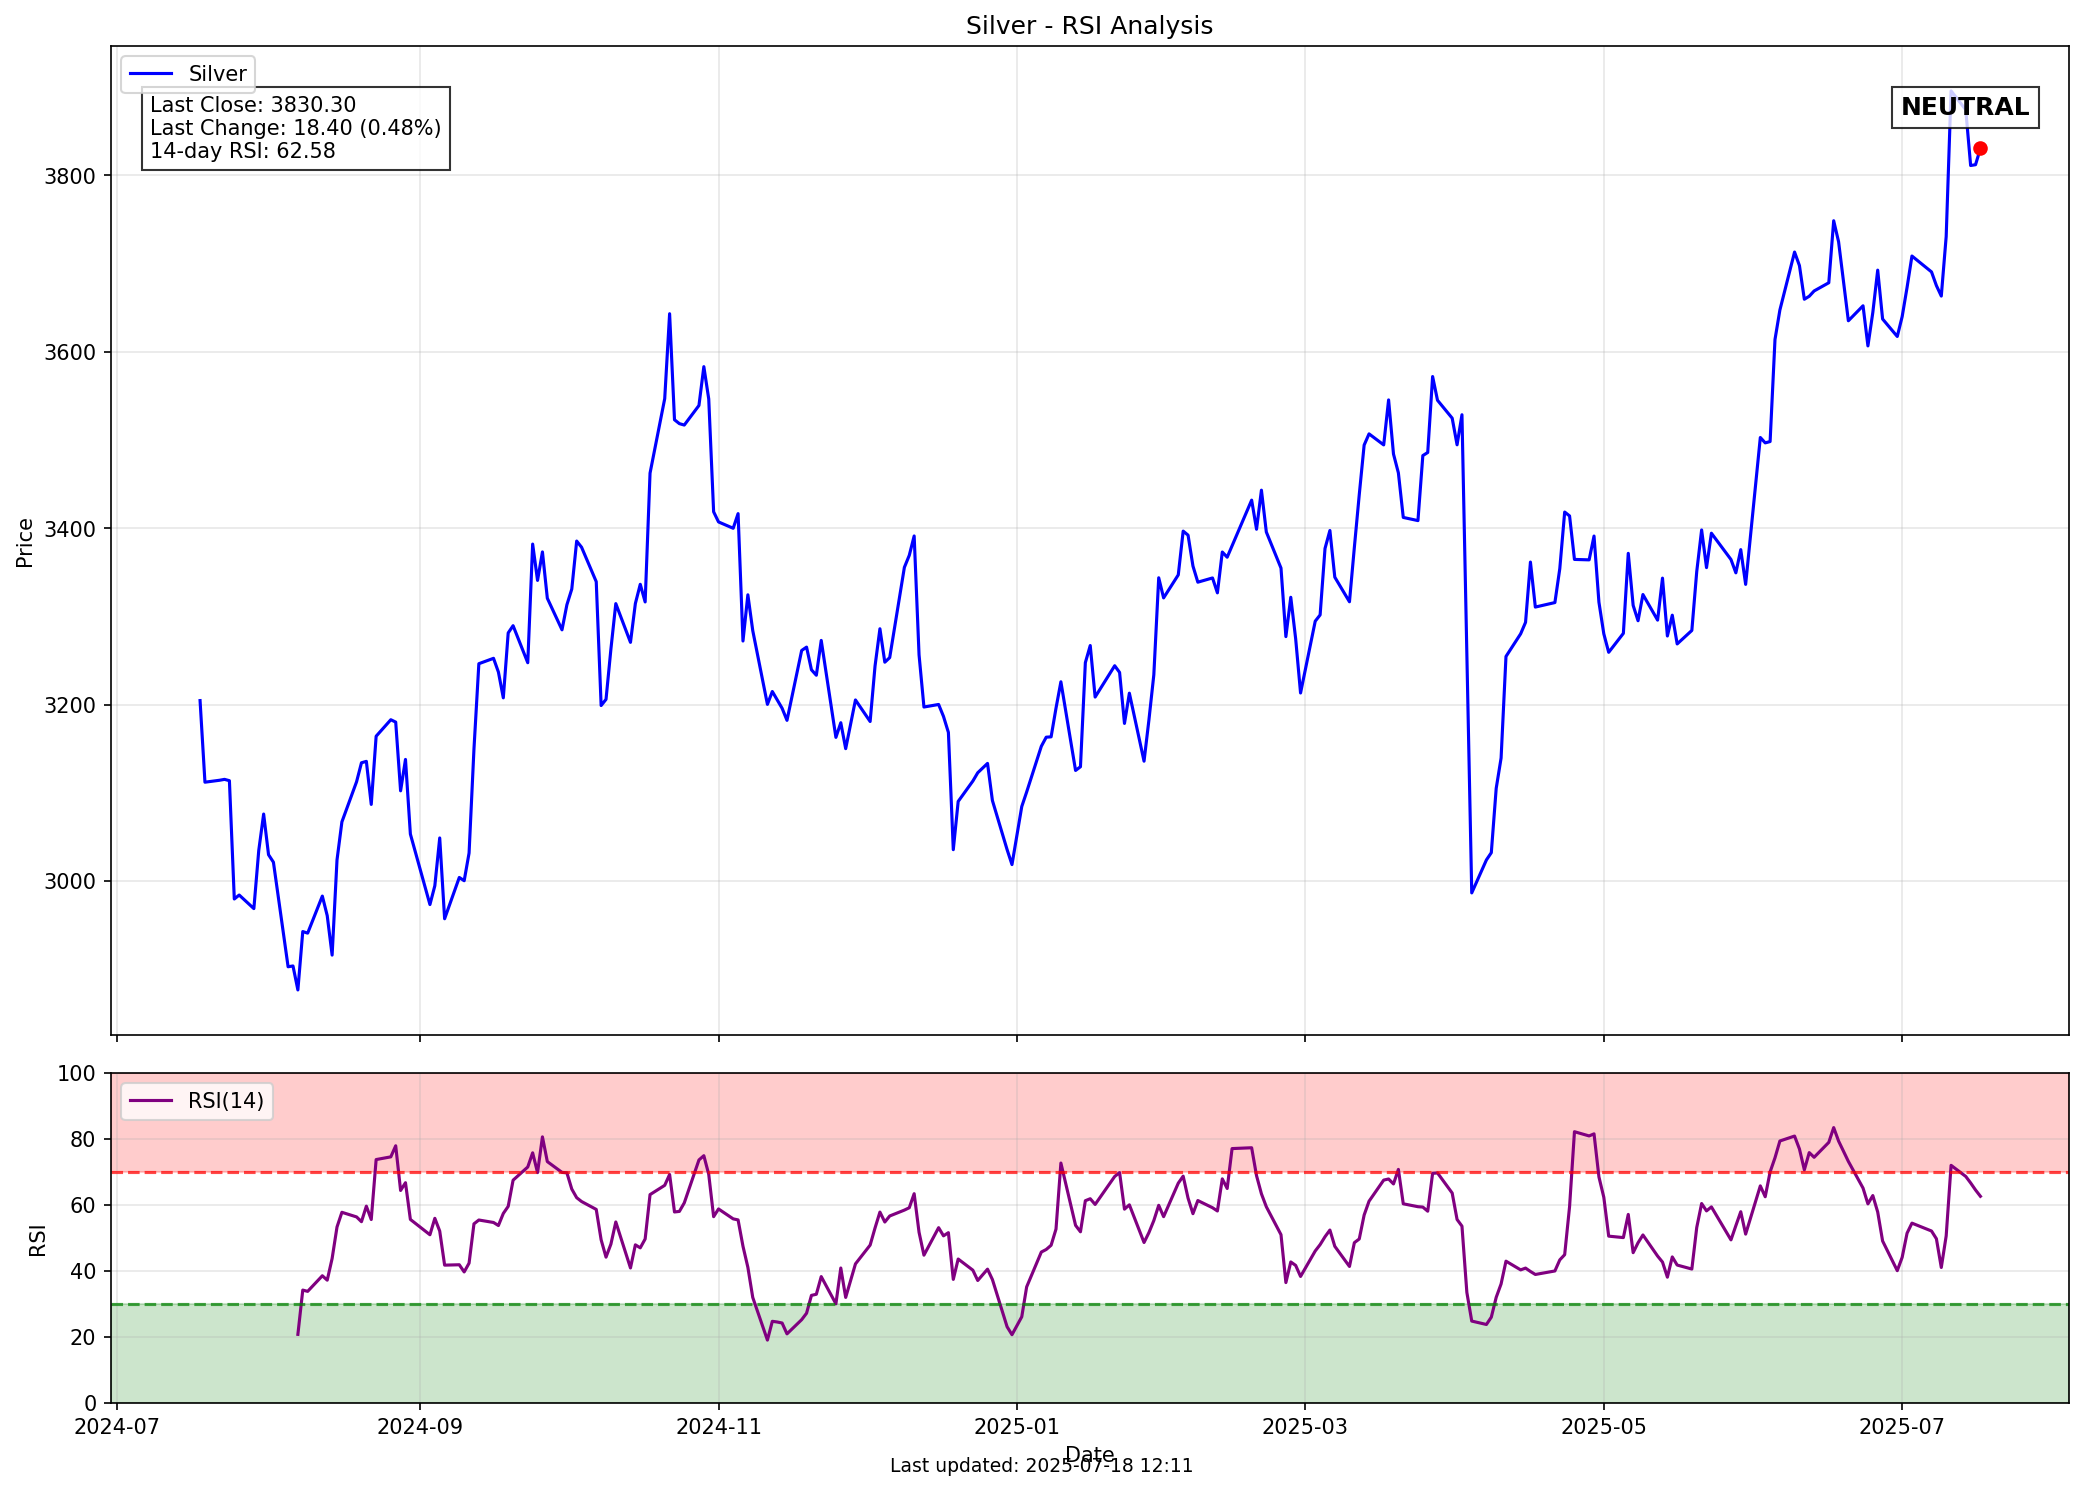 Silver - RSI Analysis
Silver
Last Close: 3830.30
Last Change: 18.40 (0.48%)
14-day RSI: 62.58
NEUTRAL
3800
3600
3400
3200
3000
Price
RSI(14)
100
80
60
40
20
0
RSI
2024-07
2024-09
2024-11
2025-01
2025-03
2025-05
2025-07
Date
Last updated: 2025-07-18 12:11